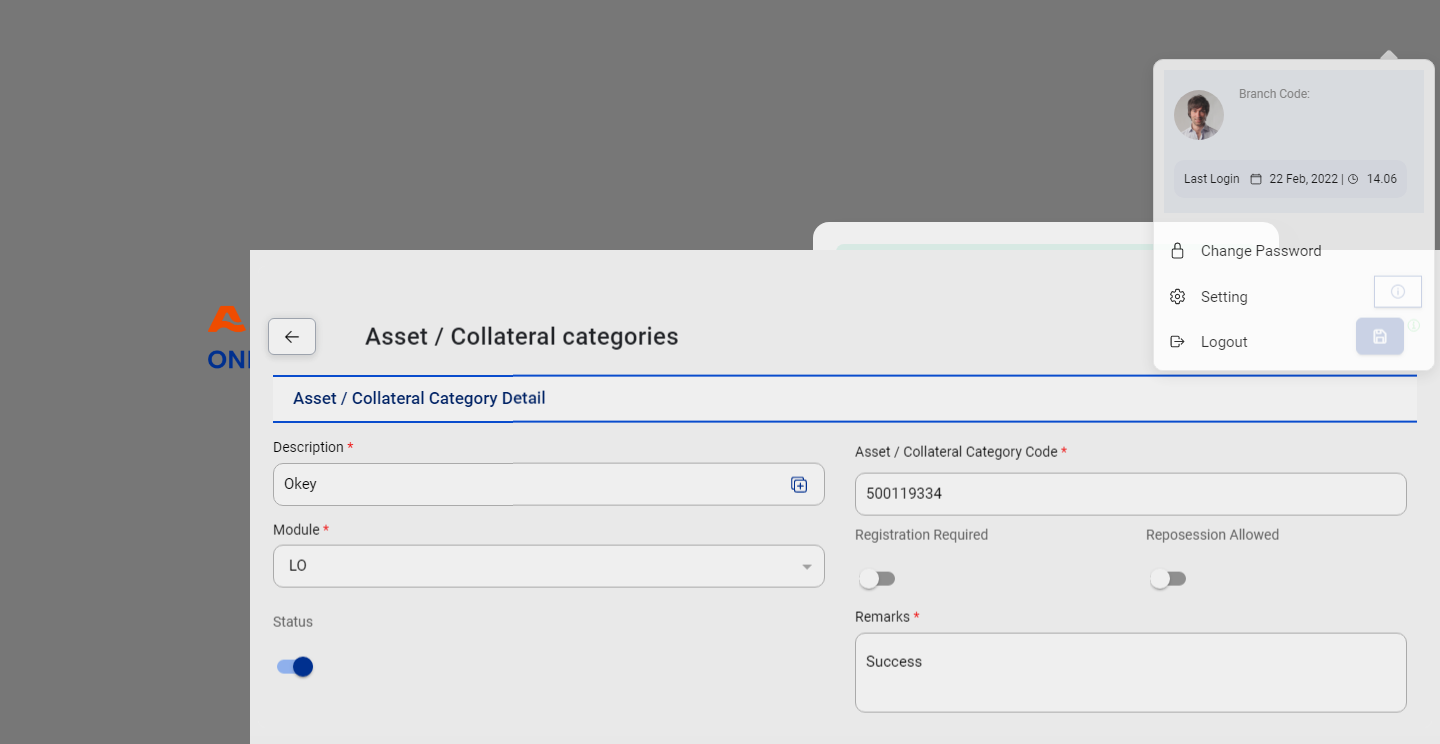 Branch Code:
Last Login 22 Feb, 2022 | 14.06
Change Password
Setting
Logout
ONE
Asset / Collateral categories
Asset / Collateral Category Detail
Description *
Okey
Asset / Collateral Category Code *
500119334
Module *
LO
Registration Required
Reposession Allowed
Status
Remarks *
Success